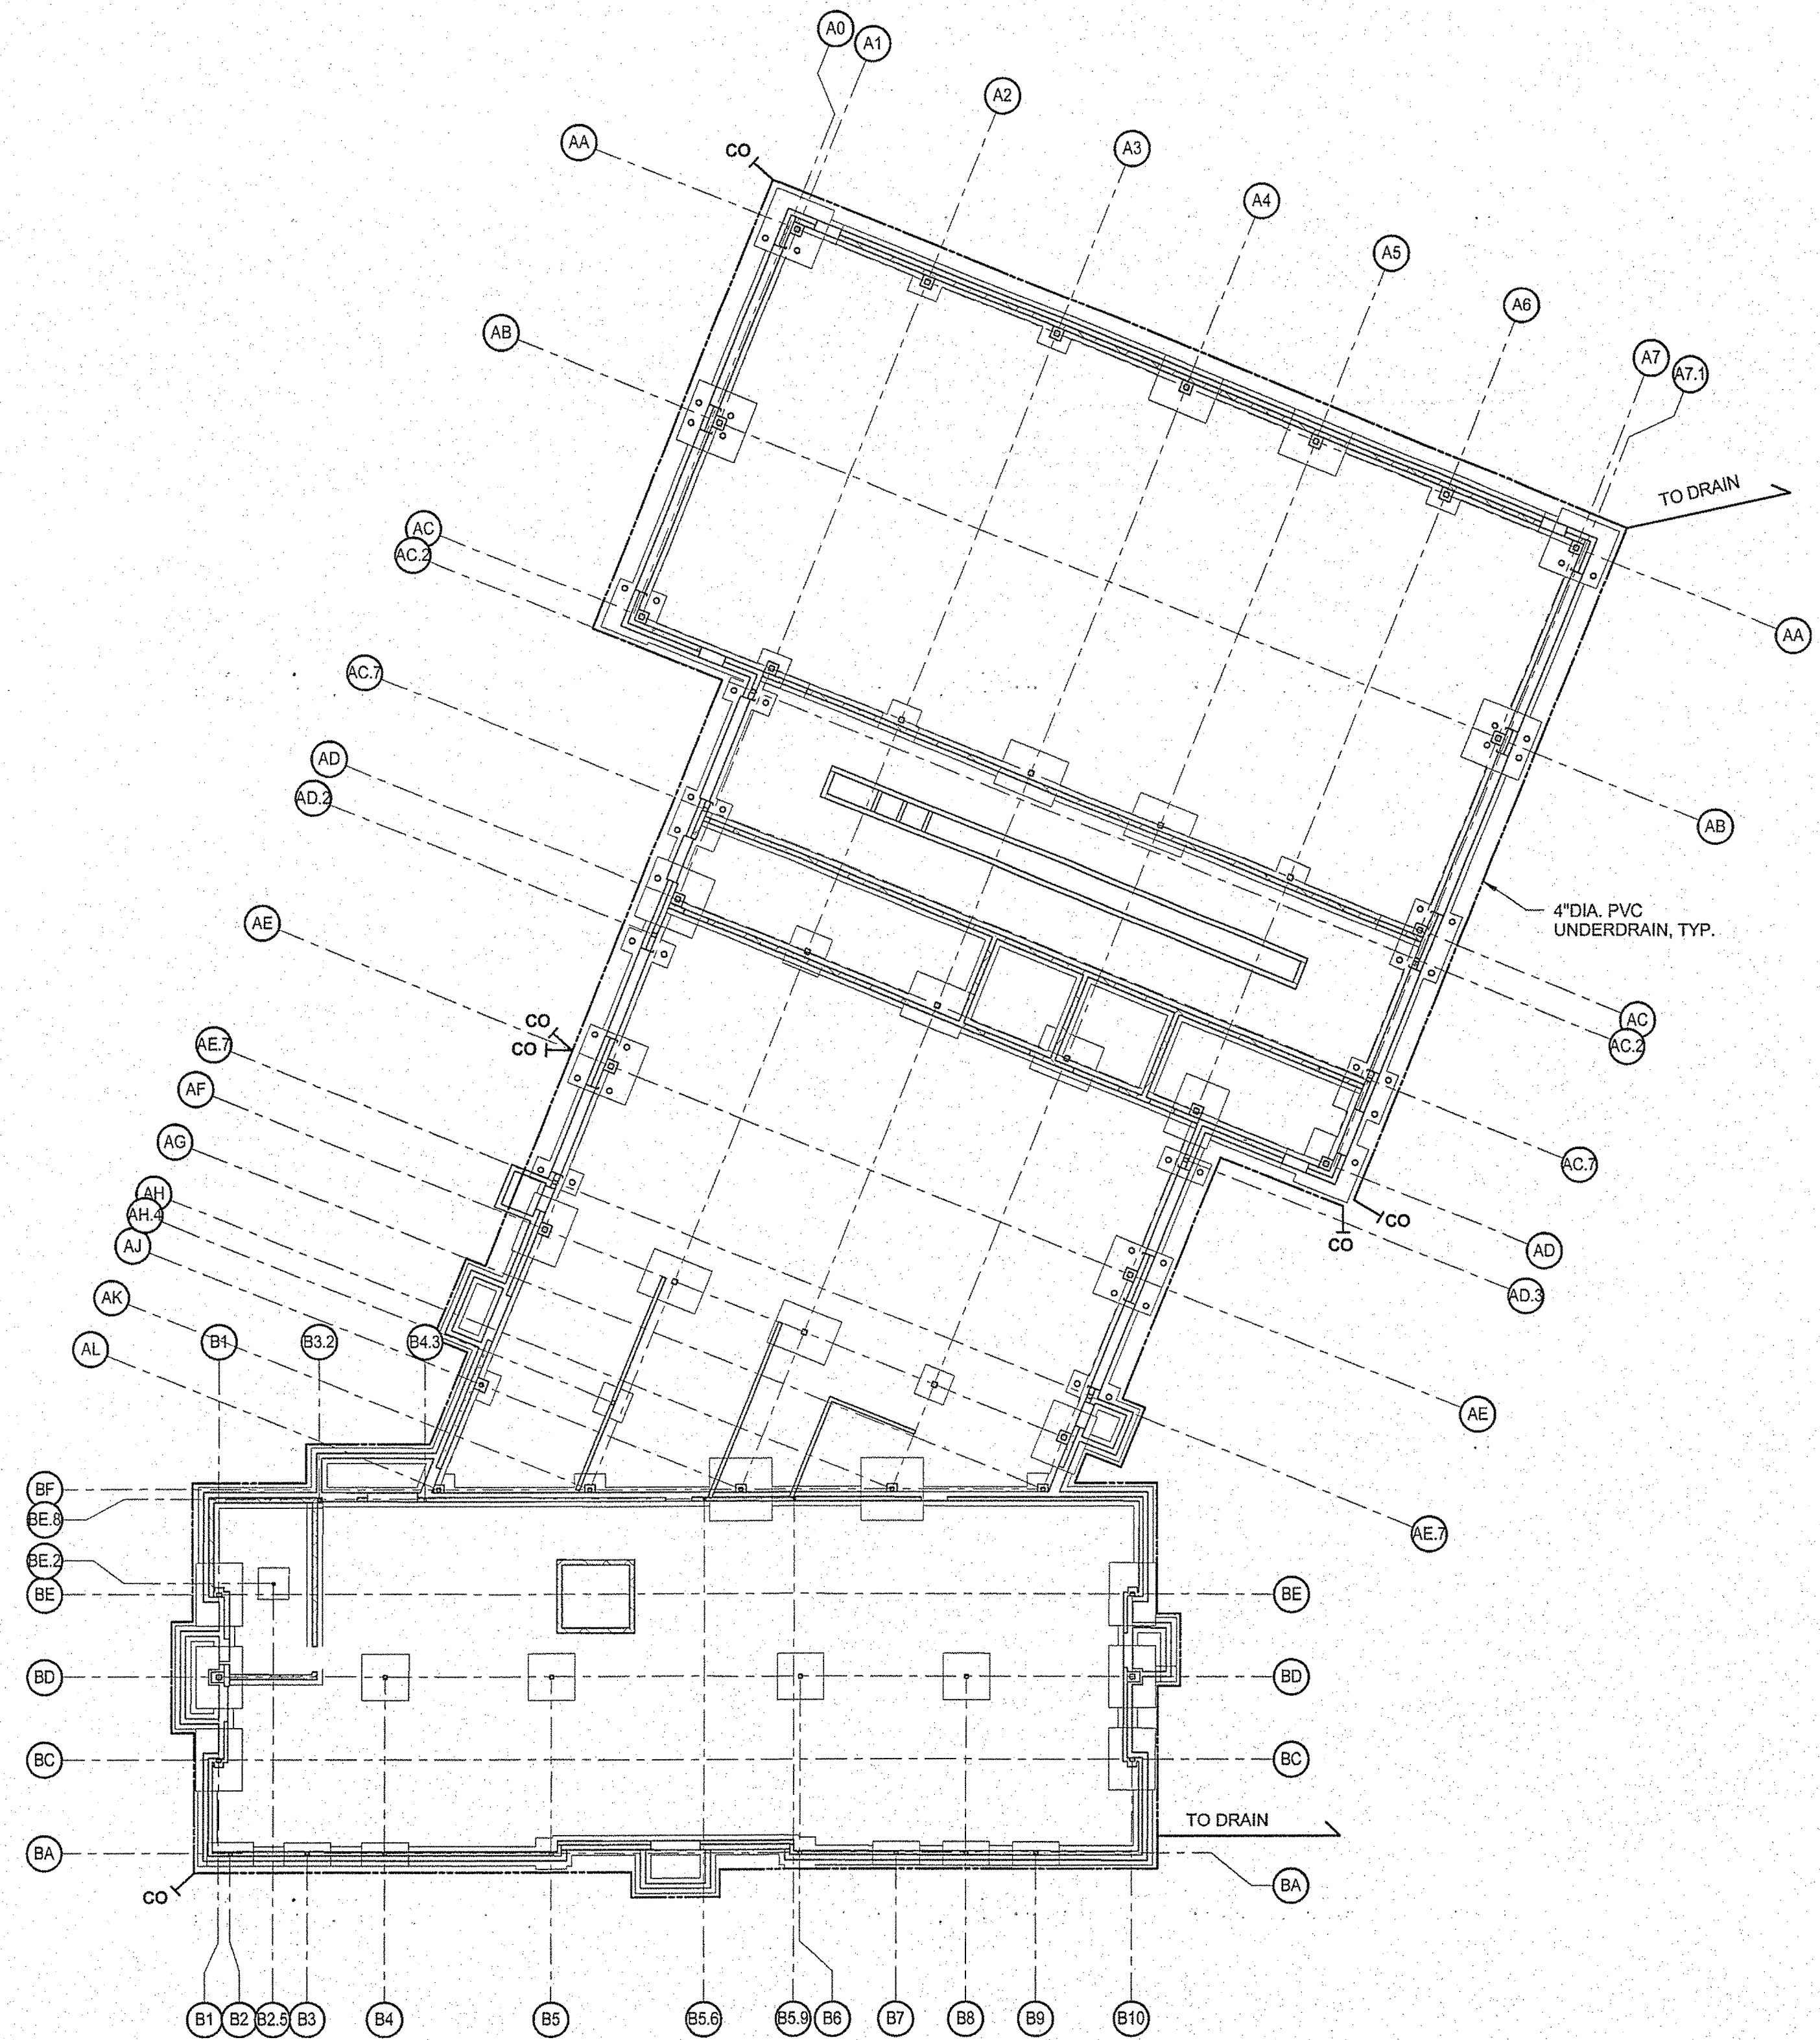 A0
A1
A2
AA
CO
A3
A4
A5
A6
AB
A7
A7.1
TO DRAIN
AC
AC.2
AA
AC.7
AD
AD.2
AB
AE
4"DIA. PVC
UNDERDRAIN, TYP.
CO
CO
AC
AC.2
AE.7
AF
AG
AC.7
AH
AH.4
AJ
CO
CO
AD
AD.3
AK
AL
B1
B3.2
B4.3
AE
BF
BE.8
AE.7
BE.2
BE
BE
BD
BD
BC
BC
TO DRAIN
BA
BA
CO
B1
B2
B2.5
B3
B4
B5
B5.6
B5.9
B6
B7
B8
B9
B10